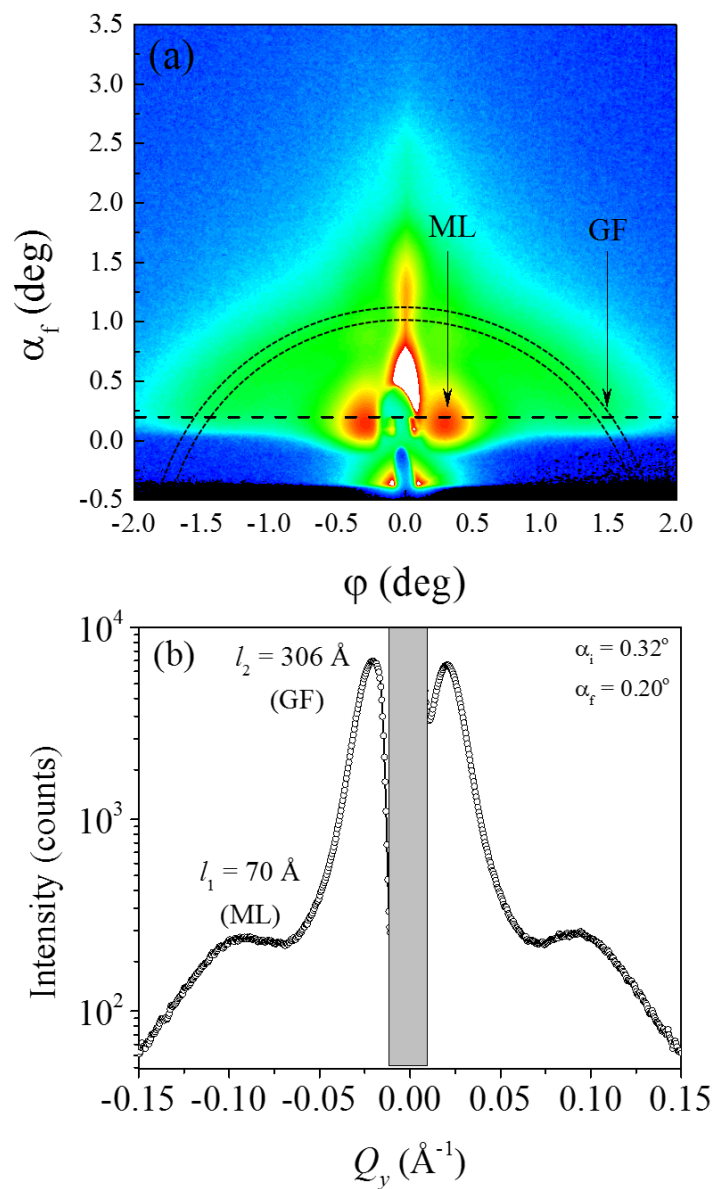 (a)
3.5
3.0
2.5
2.0
1.5
1.0
0.5
0.0
-0.5
α_f (deg)
ML
GF
-2.0 -1.5 -1.0 -0.5 0.0 0.5 1.0 1.5 2.0
φ (deg)
(b)
10^4
10^3
10^2
Intensity (counts)
l_2 = 306 Å
(GF)
α_i = 0.32°
α_f = 0.20°
l_1 = 70 Å
(ML)
-0.15 -0.10 -0.05 0.00 0.05 0.10 0.15
Q_y (Å^-1)